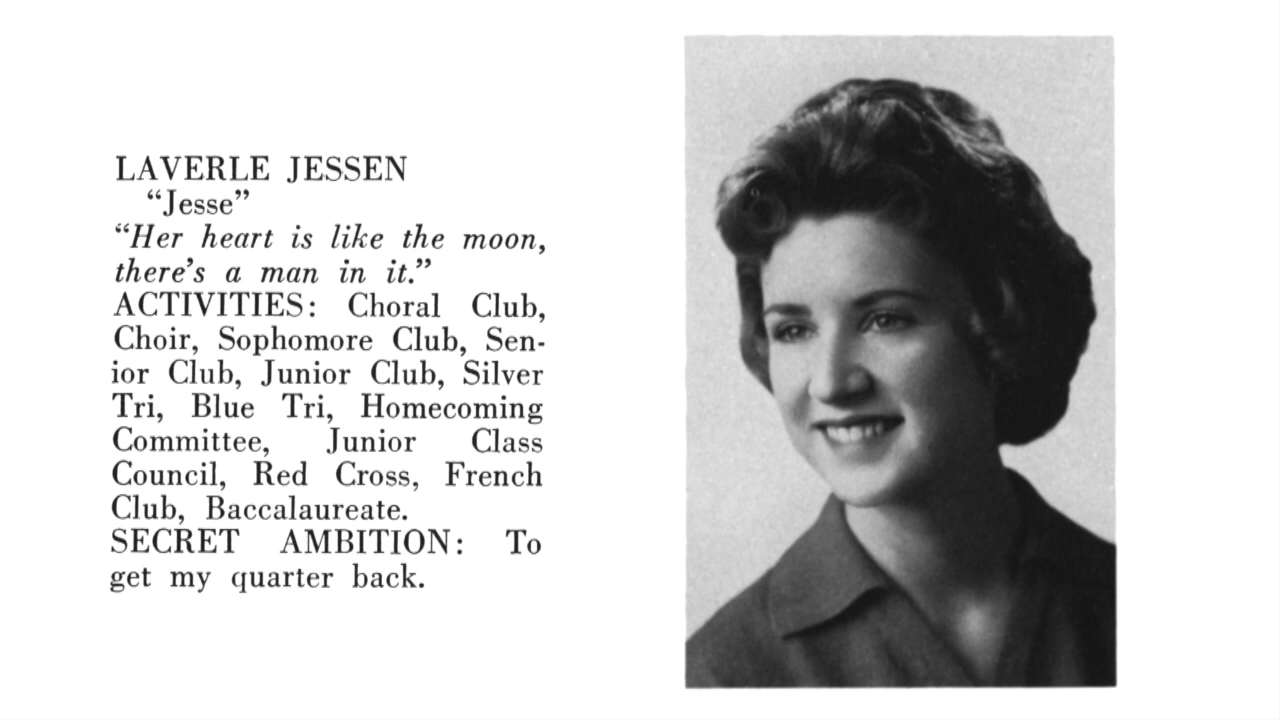 LAVERLE JESSEN
“Jesse”
“Her heart is like the moon,
there’s a man in it.”
ACTIVITIES: Choral Club,
Choir, Sophomore Club, Sen-
ior Club, Junior Club, Silver
Tri, Blue Tri, Homecoming
Committee, Junior Class
Council, Red Cross, French
Club, Baccalaureate.
SECRET AMBITION: To
get my quarter back.